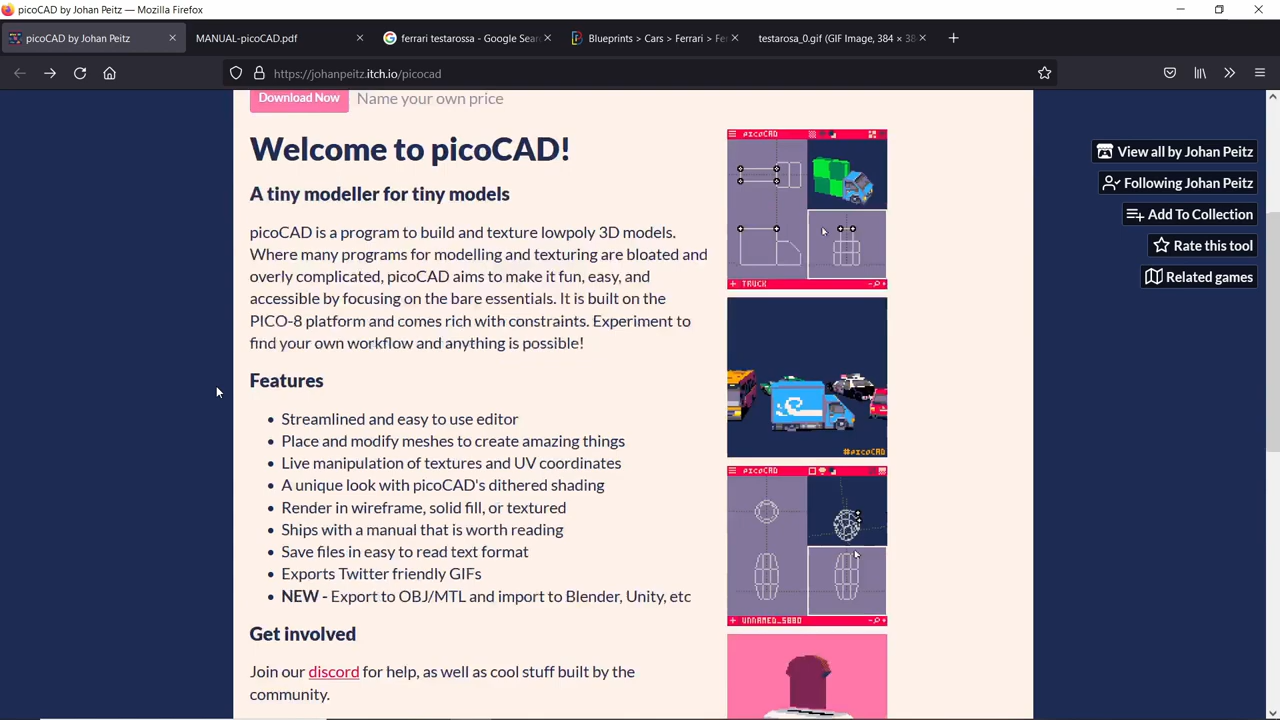 picoCAD by Johan Peitz — Mozilla Firefox
picoCAD by Johan Peitz
MANUAL-picoCAD.pdf
ferrari testarossa - Google Sear
Blueprints > Cars > Ferrari > Fe
testarosa_0.gif (GIF Image, 384 × 38
https://johanpeitz.itch.io/picocad
Download Now
Name your own price
Welcome to picoCAD!
A tiny modeller for tiny models
picoCAD is a program to build and texture lowpoly 3D models.
Where many programs for modelling and texturing are bloated and
overly complicated, picoCAD aims to make it fun, easy, and
accessible by focusing on the bare essentials. It is built on the
PICO-8 platform and comes rich with constraints. Experiment to
find your own workflow and anything is possible!
Features
• Streamlined and easy to use editor
• Place and modify meshes to create amazing things
• Live manipulation of textures and UV coordinates
• A unique look with picoCAD's dithered shading
• Render in wireframe, solid fill, or textured
• Ships with a manual that is worth reading
• Save files in easy to read text format
• Exports Twitter friendly GIFs
• NEW - Export to OBJ/MTL and import to Blender, Unity, etc
Get involved
Join our discord for help, as well as cool stuff built by the
community.
picoCAD
TRUCK
#picoCAD
picoCAD
UNNAMED_5880
View all by Johan Peitz
Following Johan Peitz
Add To Collection
Rate this tool
Related games